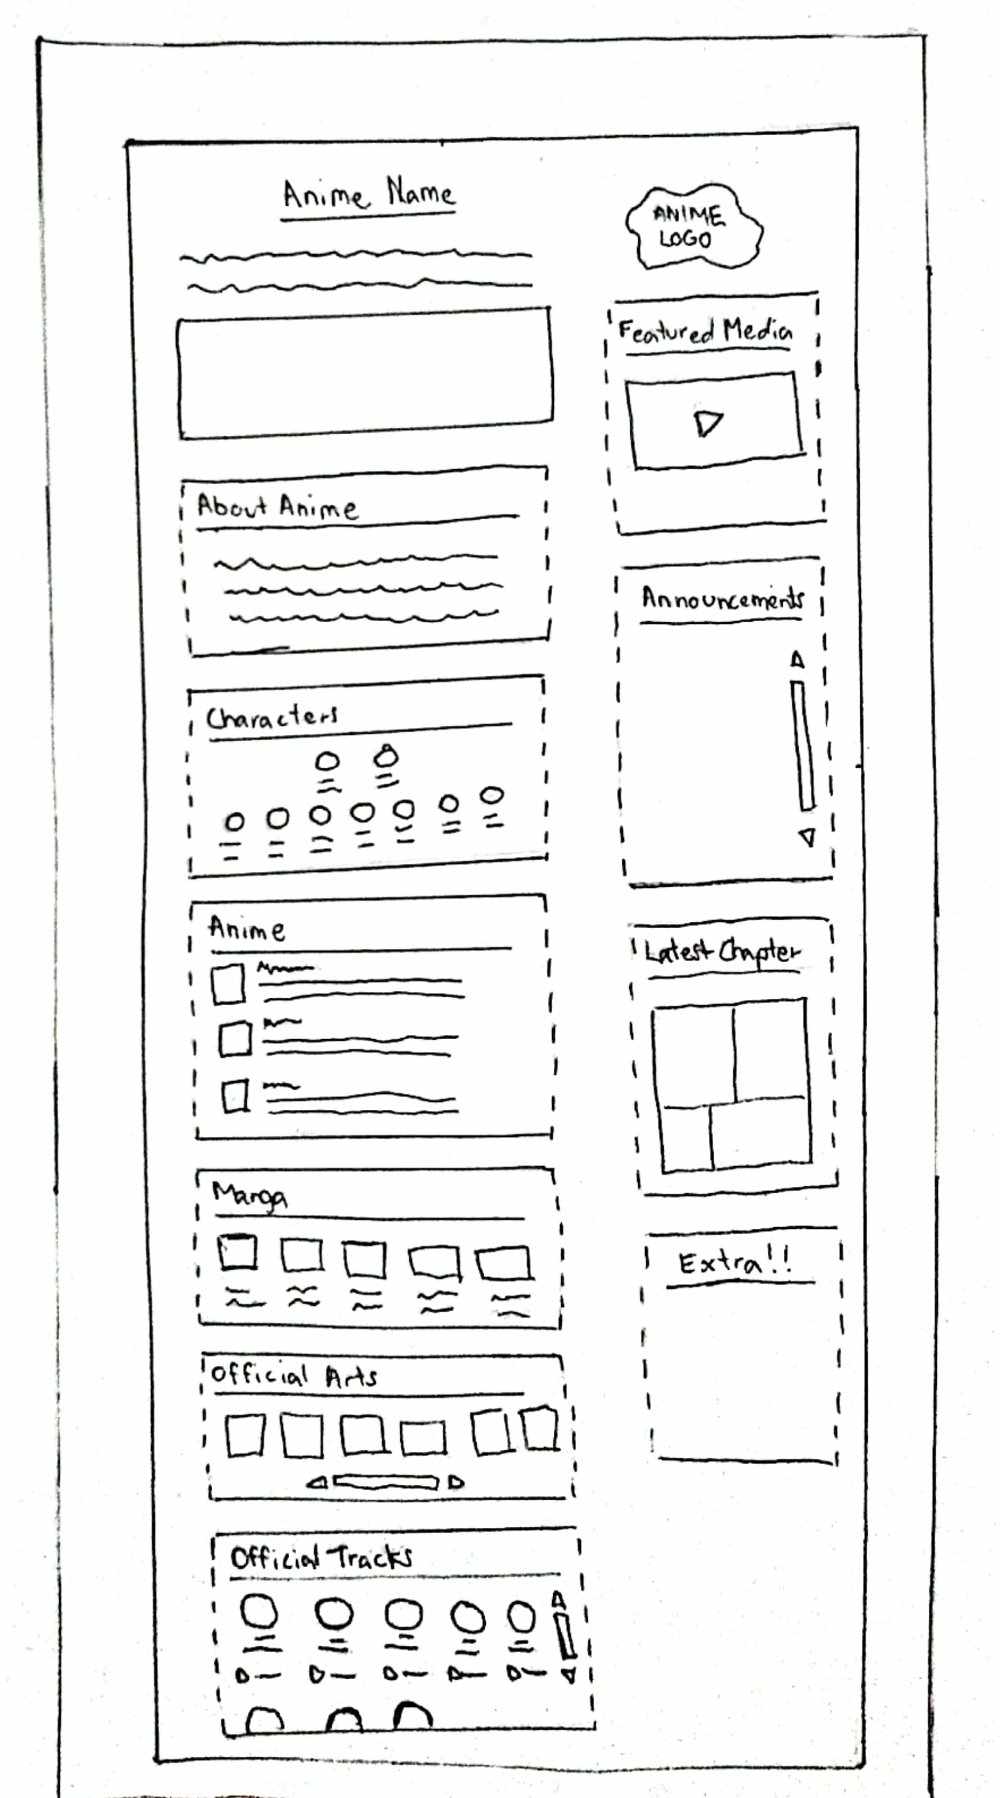 Anime Name
ANIME
LOGO
Featured Media
About Anime
Announcements
Characters
Anime
Latest Chapter
Manga
Extra!!
Official Arts
Official Tracks